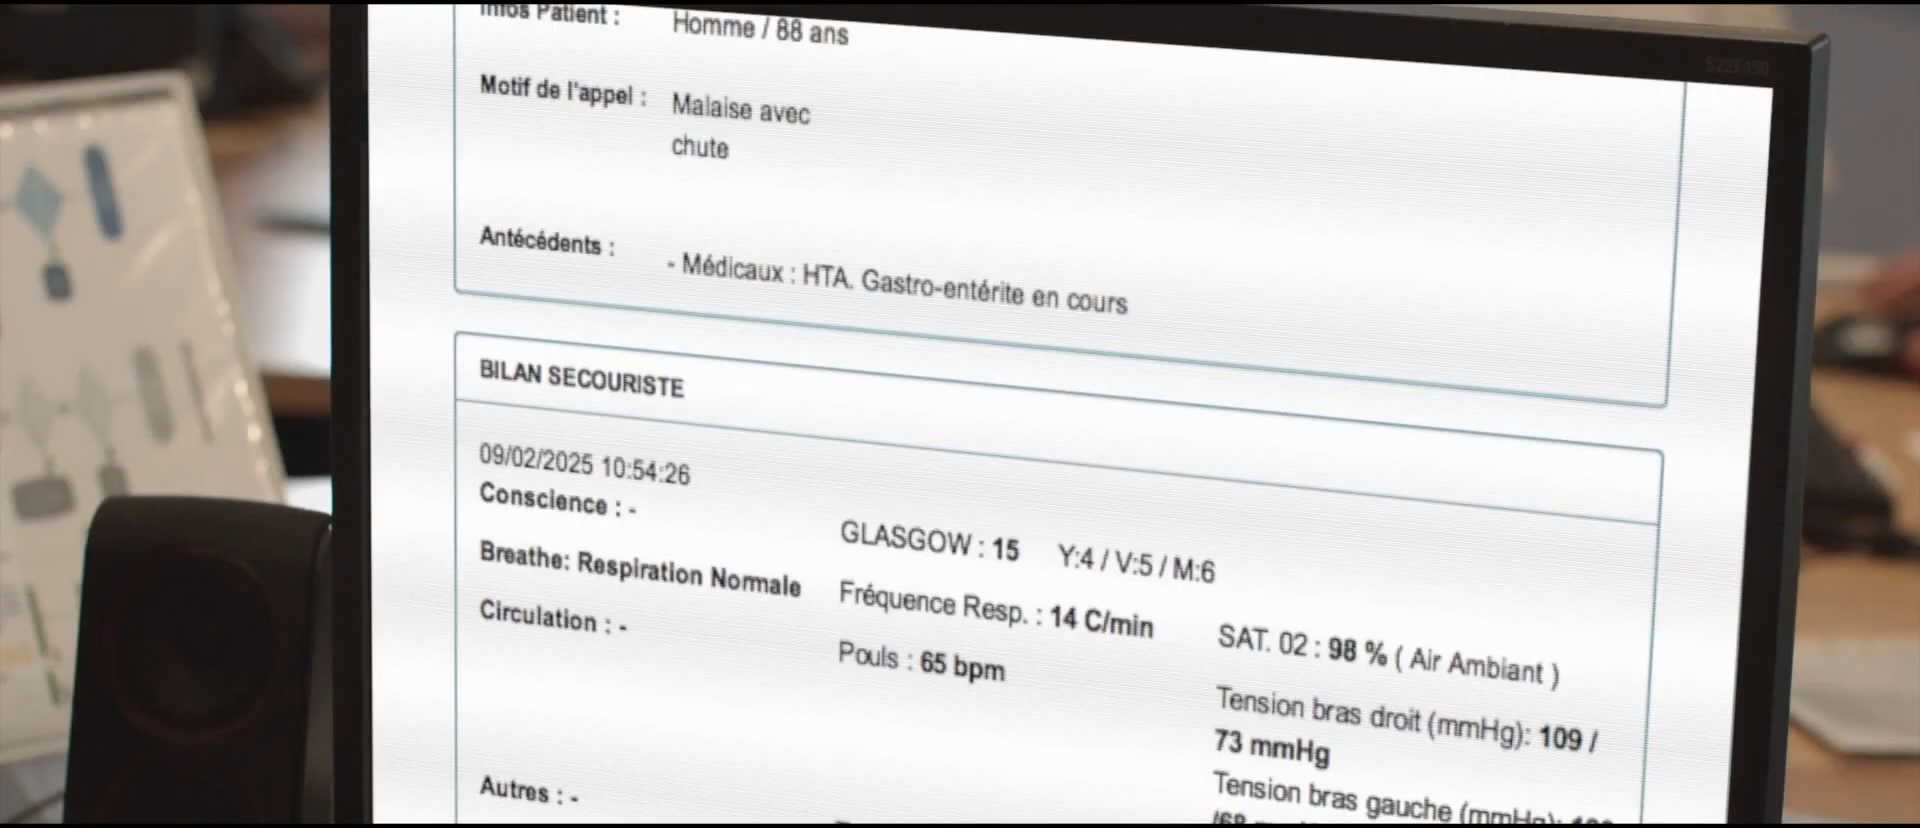 Infos Patient : Homme / 88 ans
Motif de l'appel : Malaise avec
chute
Antécédents : - Médicaux : HTA. Gastro-entérite en cours
BILAN SECOURISTE
09/02/2025 10:54:26
Conscience : - GLASGOW : 15 Y:4 / V:5 / M:6
Breathe: Respiration Normale Fréquence Resp. : 14 C/min SAT. 02 : 98 % ( Air Ambiant )
Circulation : - Pouls : 65 bpm Tension bras droit (mmHg): 109 /
73 mmHg
Autres : - Tension bras gauche (mmHg):
/68